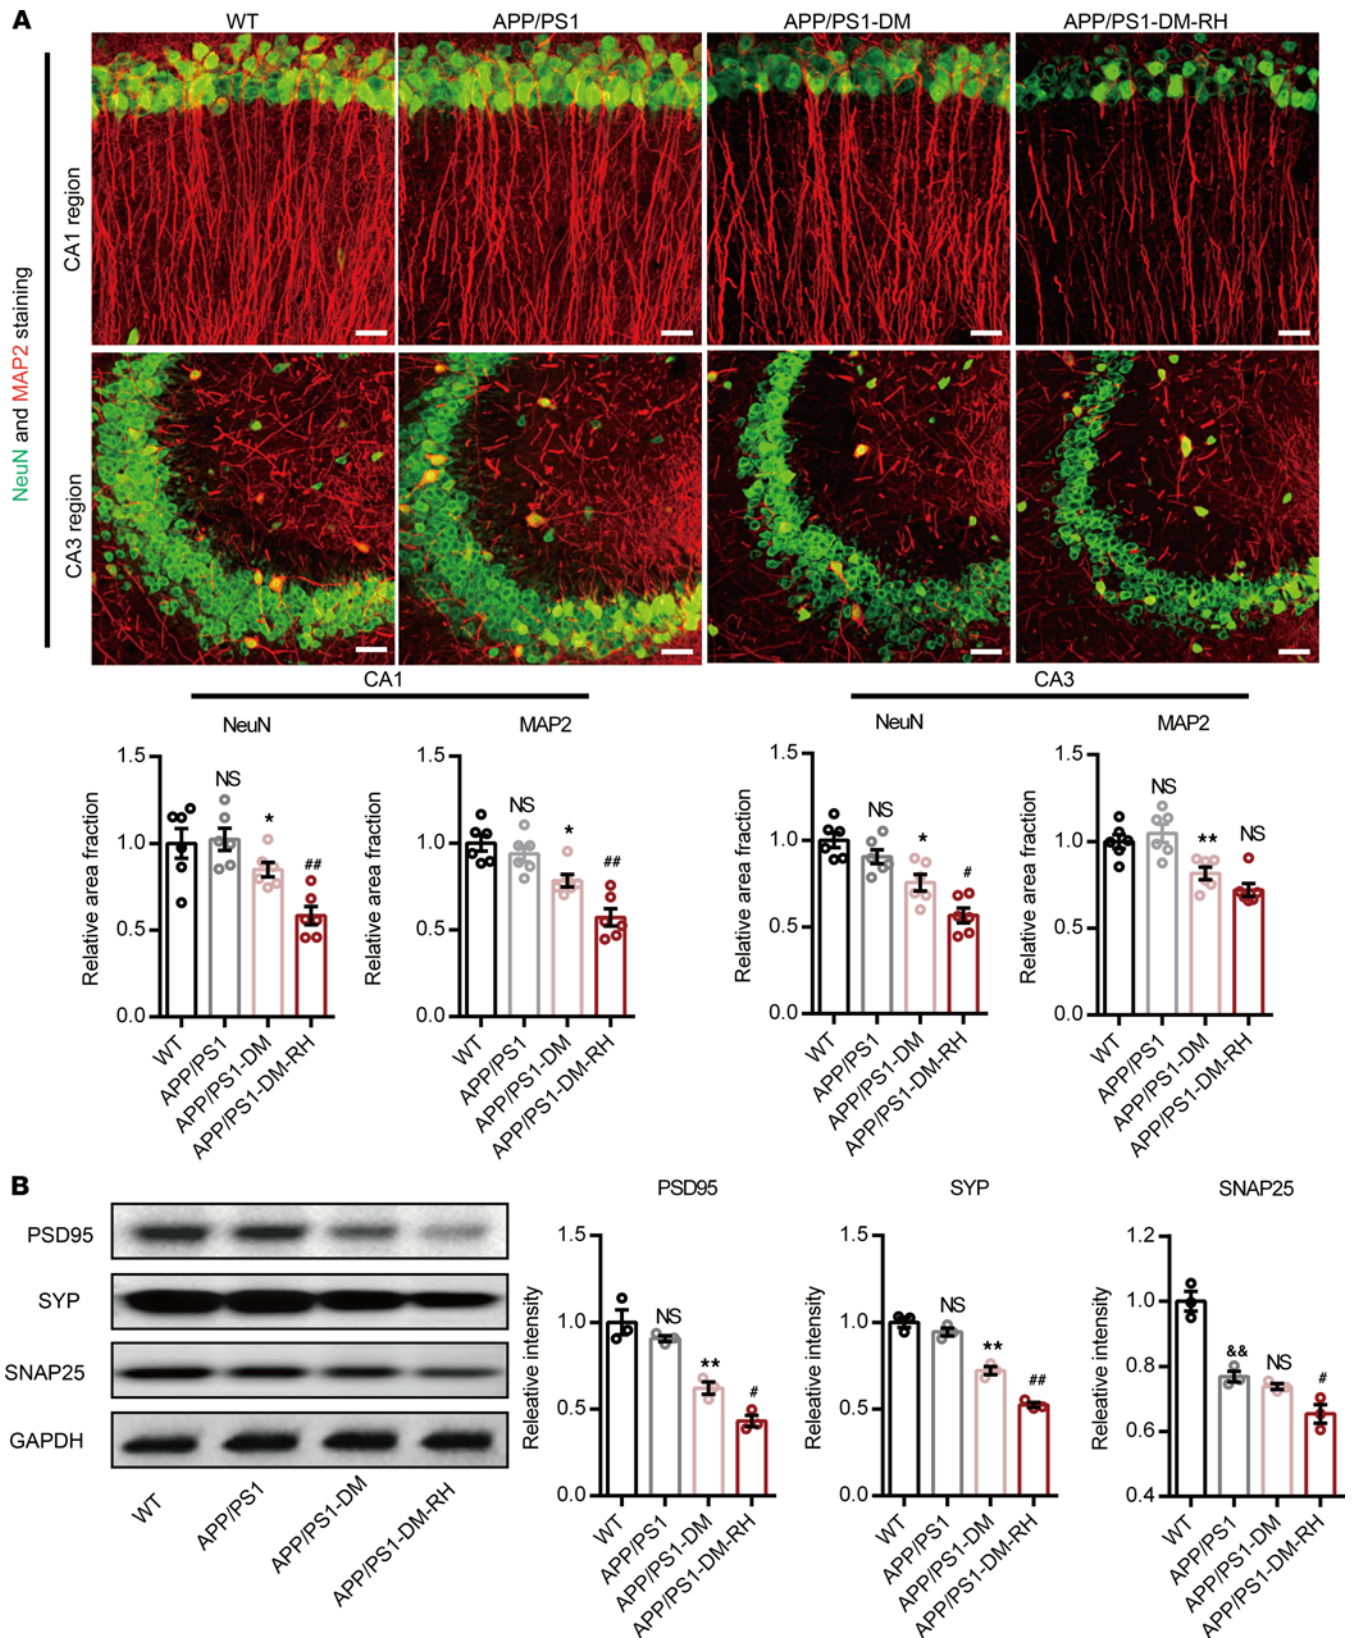 A
WT
APP/PS1
APP/PS1-DM
APP/PS1-DM-RH
NeuN and MAP2 staining
CA1 region
CA3 region
CA1
CA3
NeuN
Relative area fraction
1.5
1.0
0.5
0.0
NS
*
##
WT
APP/PS1
APP/PS1-DM
APP/PS1-DM-RH
MAP2
Relative area fraction
1.5
1.0
0.5
0.0
NS
*
##
WT
APP/PS1
APP/PS1-DM
APP/PS1-DM-RH
NeuN
Relative area fraction
1.5
1.0
0.5
0.0
NS
*
#
WT
APP/PS1
APP/PS1-DM
APP/PS1-DM-RH
MAP2
Relative area fraction
1.5
1.0
0.5
0.0
NS
**
NS
WT
APP/PS1
APP/PS1-DM
APP/PS1-DM-RH
B
PSD95
SYP
SNAP25
GAPDH
WT
APP/PS1
AP/PS1-DM
APP/PS1-DM-RH
PSD95
Releative intensity
1.5
1.0
0.5
0.0
NS
**
#
WT
APP/PS1
APP/PS1-DM
APP/PS1-DM-RH
SYP
Releative intensity
1.5
1.0
0.5
0.0
NS
**
##
WT
APP/PS1
APP/PS1-DM
APP/PS1-DM-RH
SNAP25
Releative intensity
1.2
1.0
0.8
0.6
0.4
&&
NS
#
WT
APP/PS1
APP/PS1-DM
APP/PS1-DM-RH